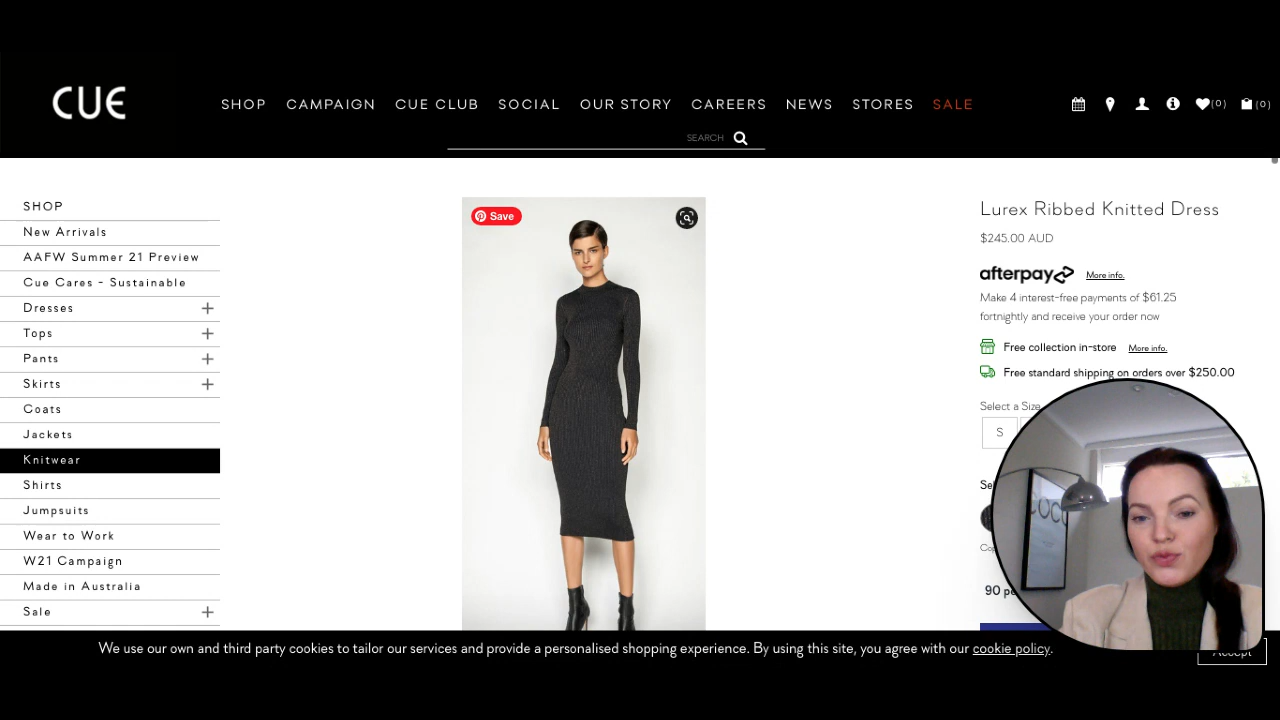 CUE
SHOP CAMPAIGN CUE CLUB SOCIAL OUR STORY CAREERS NEWS STORES SALE
(0) (0)
SEARCH
SHOP
New Arrivals
AAFW Summer 21 Preview
Cue Cares - Sustainable
Dresses
Tops
Pants
Skirts
Coats
Jackets
Knitwear
Shirts
Jumpsuits
Wear to Work
W21 Campaign
Made in Australia
Sale
Save
Lurex Ribbed Knitted Dress
$245.00 AUD
afterpay More info.
Make 4 interest-free payments of $61.25
fortnightly and receive your order now
Free collection in-store More info.
Free standard shipping on orders over $250.00
Select a Size
S
90
We use our own and third party cookies to tailor our services and provide a personalised shopping experience. By using this site, you agree with our cookie policy.
Accept